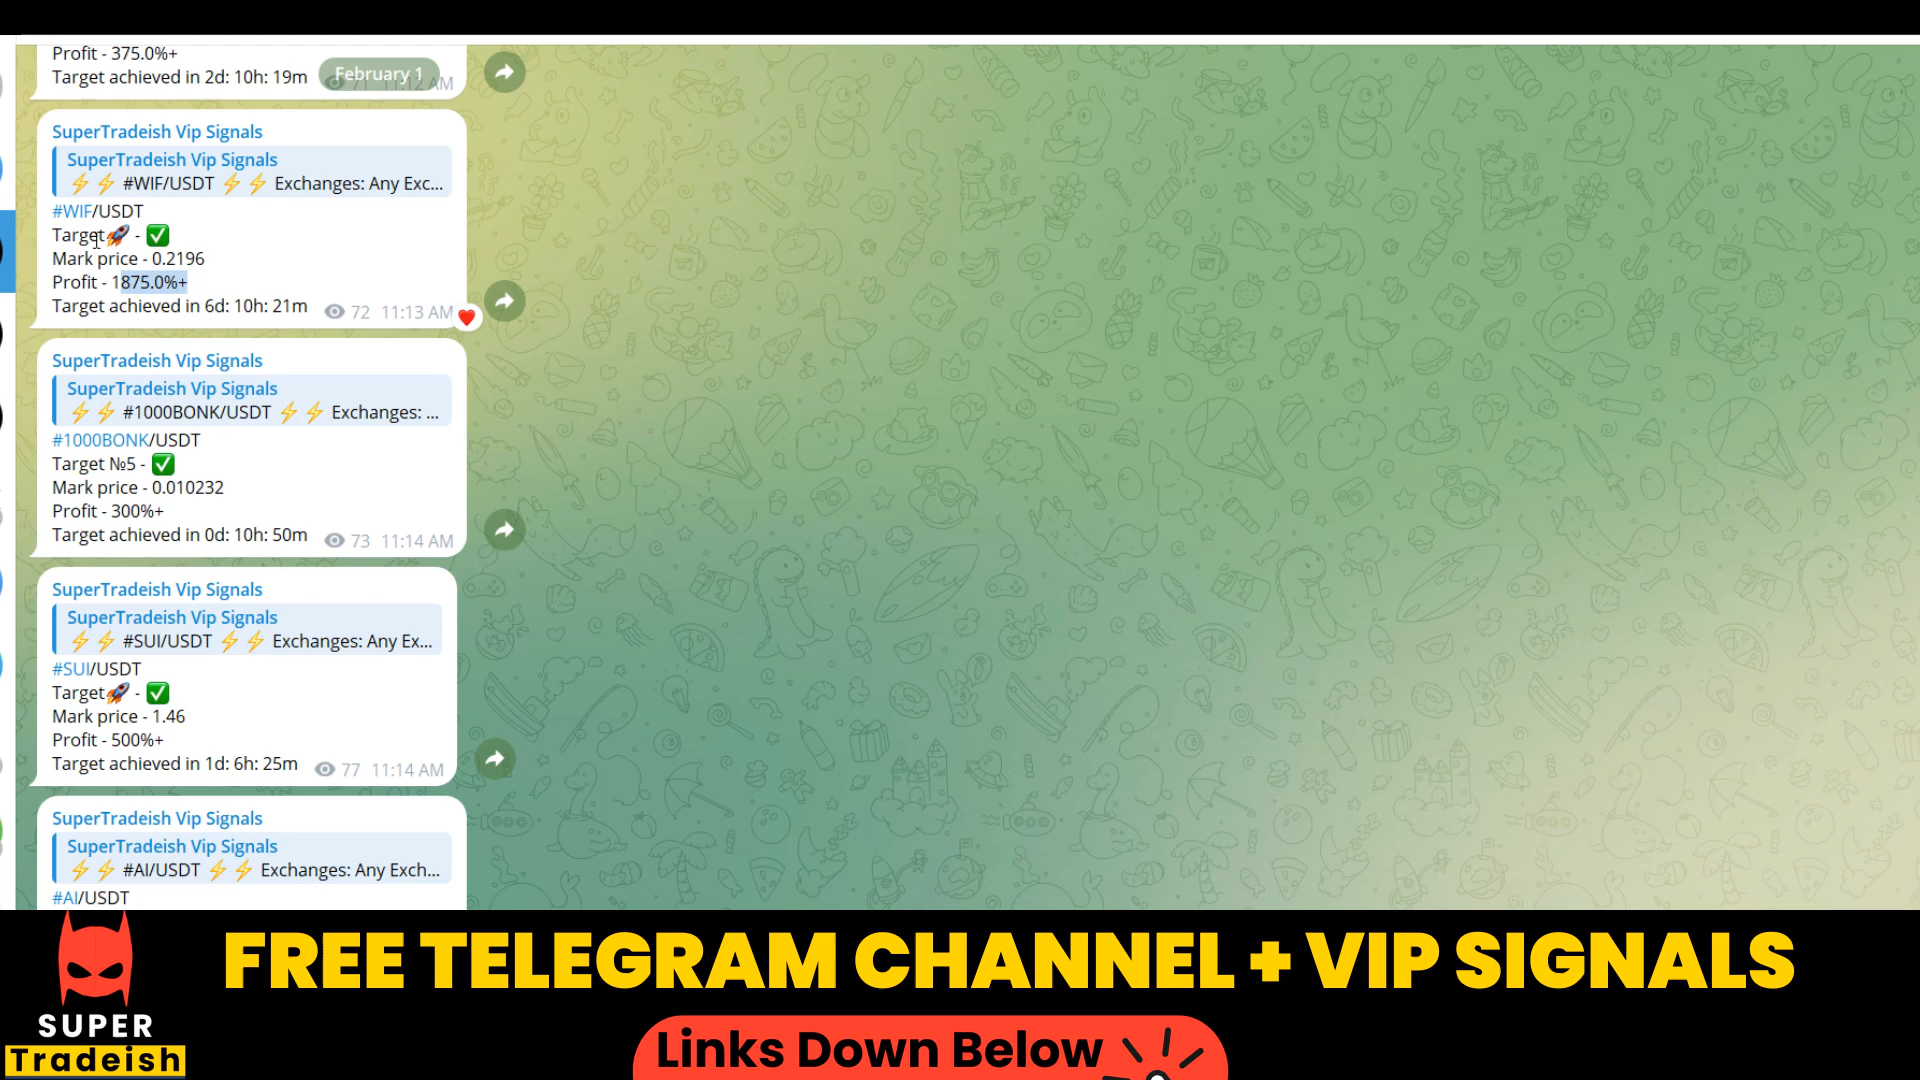 Profit - 375.0%+
Target achieved in 2d: 10h: 19m
71 11:12 AM
February 1
SuperTradeish Vip Signals
SuperTradeish Vip Signals
⚡⚡ #WIF/USDT ⚡⚡ Exchanges: Any Exc...
#WIF/USDT
Target🚀 - ✅
Mark price - 0.2196
Profit - 1875.0%+
Target achieved in 6d: 10h: 21m
72 11:13 AM
SuperTradeish Vip Signals
SuperTradeish Vip Signals
⚡⚡ #1000BONK/USDT ⚡⚡ Exchanges: ...
#1000BONK/USDT
Target №5 - ✅
Mark price - 0.010232
Profit - 300%+
Target achieved in 0d: 10h: 50m
73 11:14 AM
SuperTradeish Vip Signals
SuperTradeish Vip Signals
⚡⚡ #SUI/USDT ⚡⚡ Exchanges: Any Ex...
#SUI/USDT
Target🚀 - ✅
Mark price - 1.46
Profit - 500%+
Target achieved in 1d: 6h: 25m
77 11:14 AM
SuperTradeish Vip Signals
SuperTradeish Vip Signals
⚡⚡ #AI/USDT ⚡⚡ Exchanges: Any Exch...
#AI/USDT
FREE TELEGRAM CHANNEL + VIP SIGNALS
SUPER
Tradeish
Links Down Below